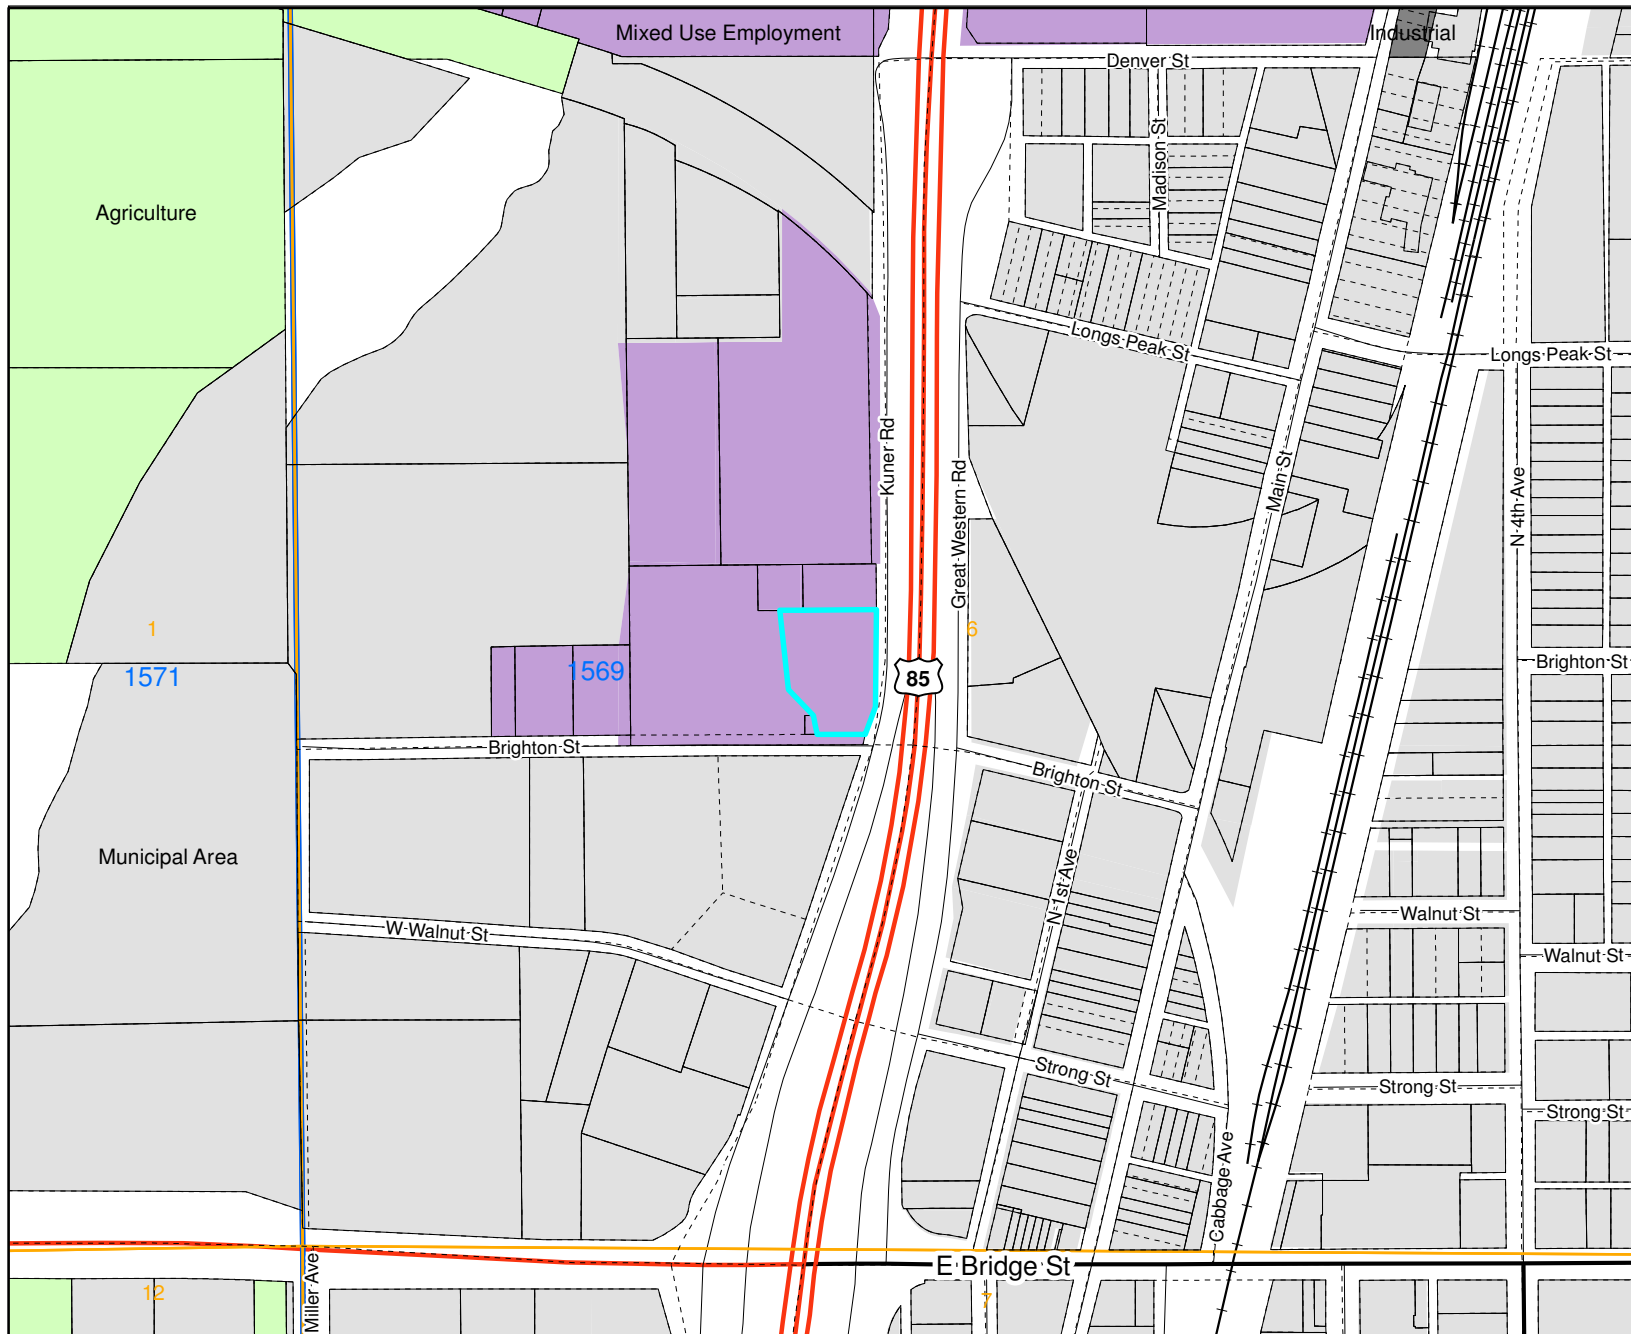 Mixed Use Employment
Industrial
Denver St
Madison St
Agriculture
Longs Peak St
Longs Peak St
Kuner Rd
Great Western Rd
Main St
N 4th Ave
1
6
1571
1569
85
Brighton St
Brighton St
Brighton St
Municipal Area
N 1st Ave
W Walnut St
Walnut St
Walnut St
Strong St
Strong St
Strong St
Cabbage Ave
E Bridge St
Miller Ave
12
7